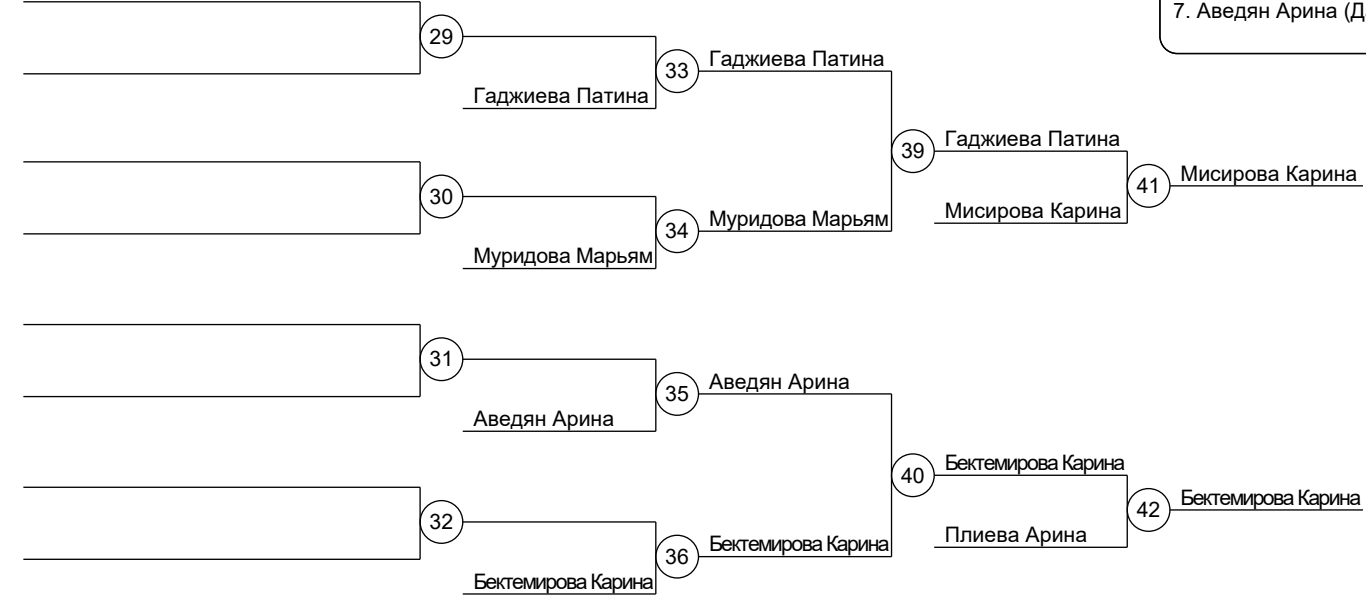 7. Аведян Арина (Д
29
Гаджиева Патина
33
Гаджиева Патина
30
Муридова Марьям
34
Муридова Марьям
39
Гаджиева Патина
Мисирова Карина
41
Мисирова Карина
31
Аведян Арина
35
Аведян Арина
32
Бектемирова Карина
36
Бектемирова Карина
40
Бектемирова Карина
Плиева Арина
42
Бектемирова Карина